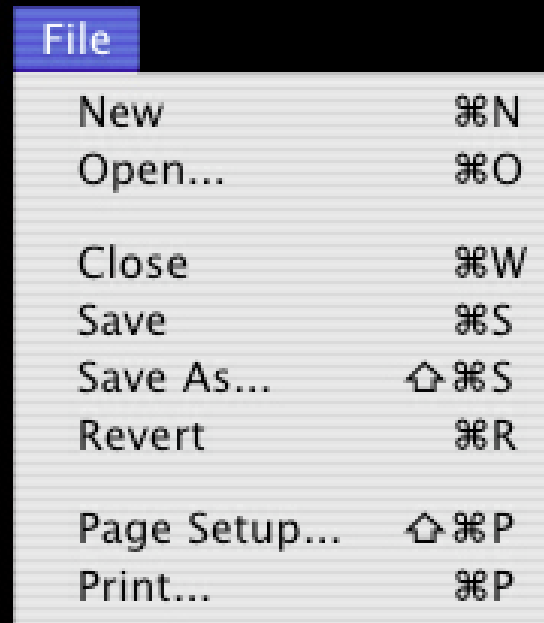 File
New ⌘N
Open... ⌘O
Close ⌘W
Save ⌘S
Save As... ⇧⌘S
Revert ⌘R
Page Setup... ⇧⌘P
Print... ⌘P